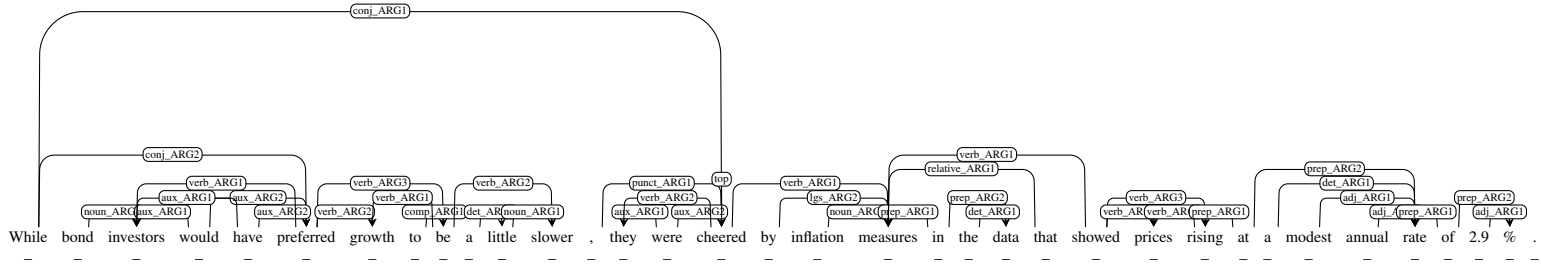 conj_ARG1
conj_ARG2 top
verb_ARG1 verb_ARG3 verb_ARG2 punct_ARG1 verb_ARG1 verb_ARG1
relative_ARG1 prep_ARG2
det_ARG1
aux_ARG1 aux_ARG2 verb_ARG1 verb_ARG2 lgs_ARG2 prep_ARG2 verb_ARG3 adj_ARG1 prep_ARG2
aux_ARG1 aux_ARG2 verb_ARG2 noun_ARG1 aux_ARG1 prep_ARG1 det_ARG1 prep_ARG1 prep_ARG1 adj_ARG1
While bond investors would have preferred growth to be a little slower , they were cheered by inflation measures in the data that showed prices rising at a modest annual rate of 2.9 % .
_ _ _ _ _ _ _ _ _ _ _ _ _ _ _ _ _ _ _ _ _ _ _ _ _ _ _ _ _ _ _ _ _ _ _